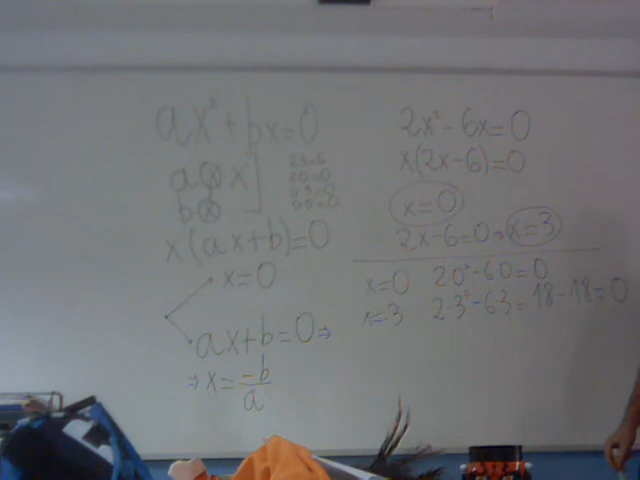 ax² + bx = 0
x(ax+b)=0
x=0
ax+b=0⇒
⇒x=-b/a
2x²-6x=0
x(2x-6)=0
x=0
2x-6=0⇒x=3
x=0 2·0²-6·0=0
x=3 2·3²-6·3=18-18=0